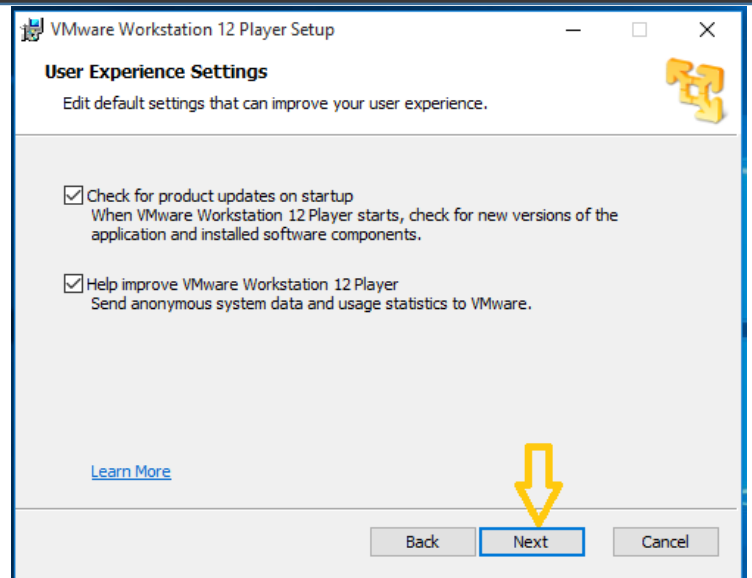 VMware Workstation 12 Player Setup
User Experience Settings
Edit default settings that can improve your user experience.
Check for product updates on startup
When VMware Workstation 12 Player starts, check for new versions of the
application and installed software components.
Help improve VMware Workstation 12 Player
Send anonymous system data and usage statistics to VMware.
Learn More
Back Next Cancel